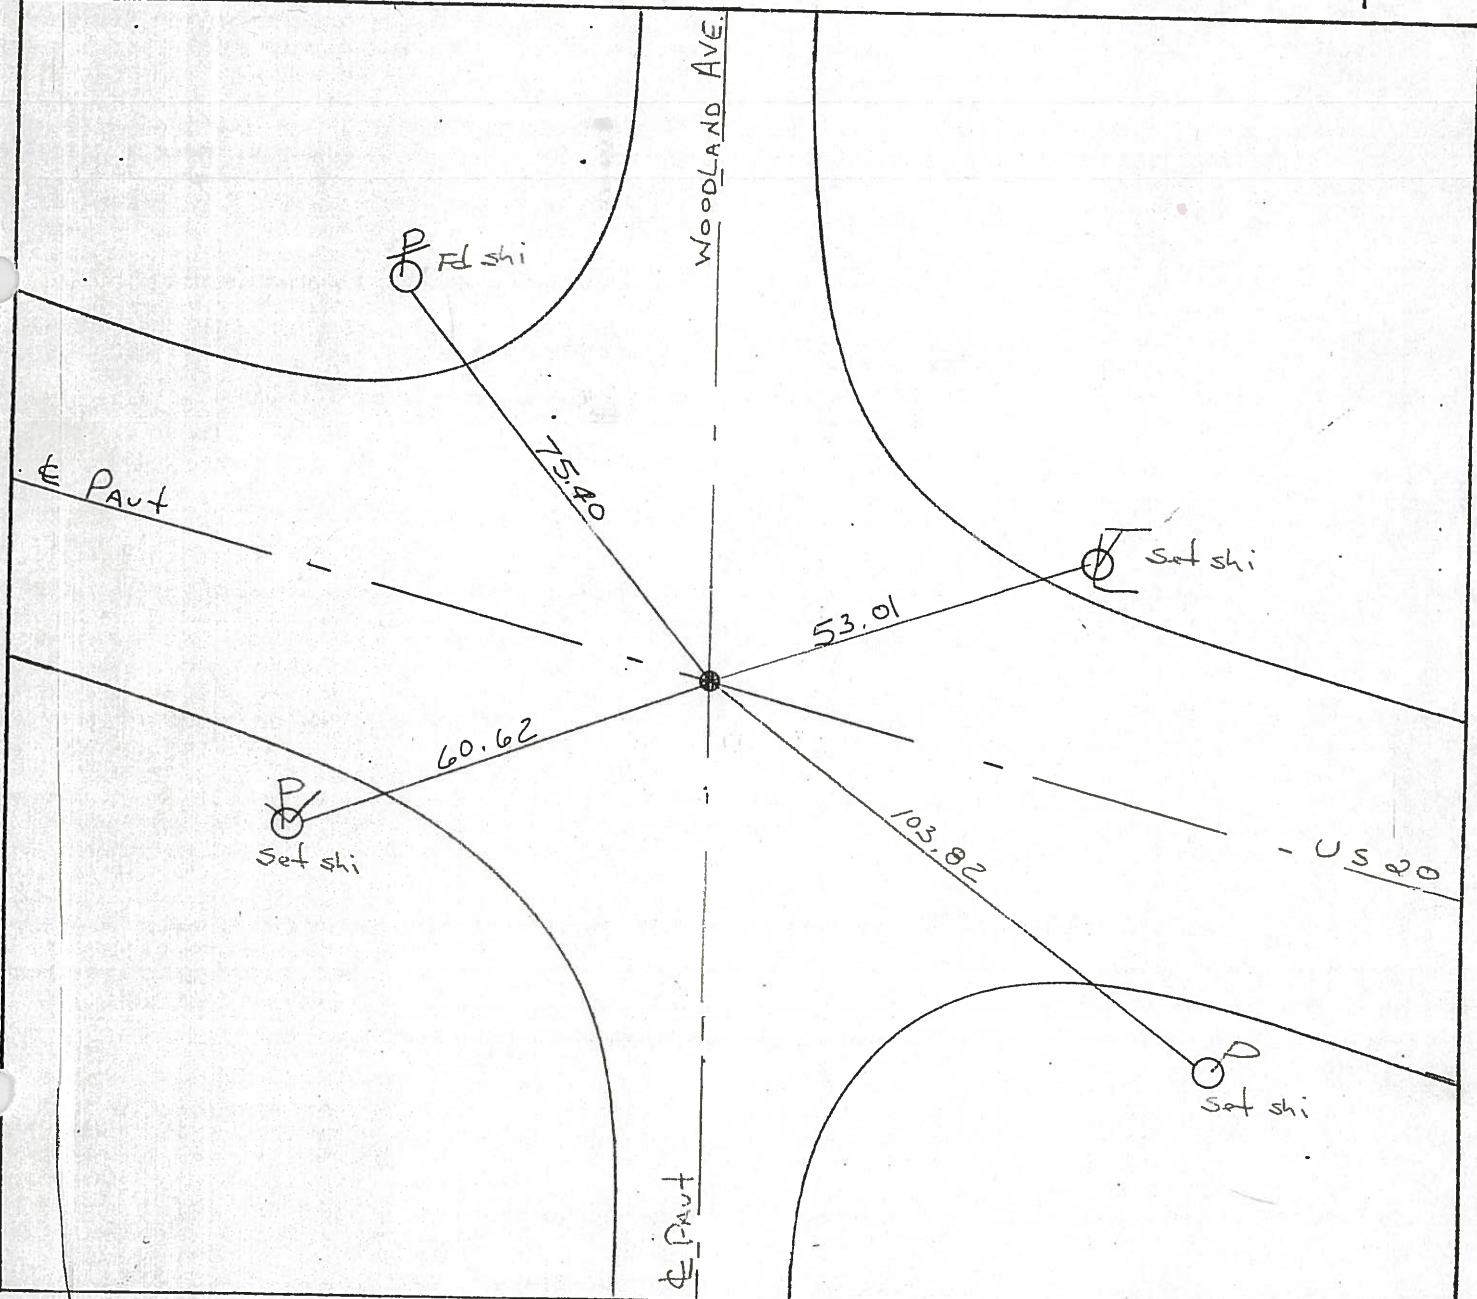 WOODLAND AVE.
P Fd shi
75.40
℄ PAvt
Set shi
53.01
60.62
P
Set shi
103.82
US 20
P
Set shi
℄ PAvt